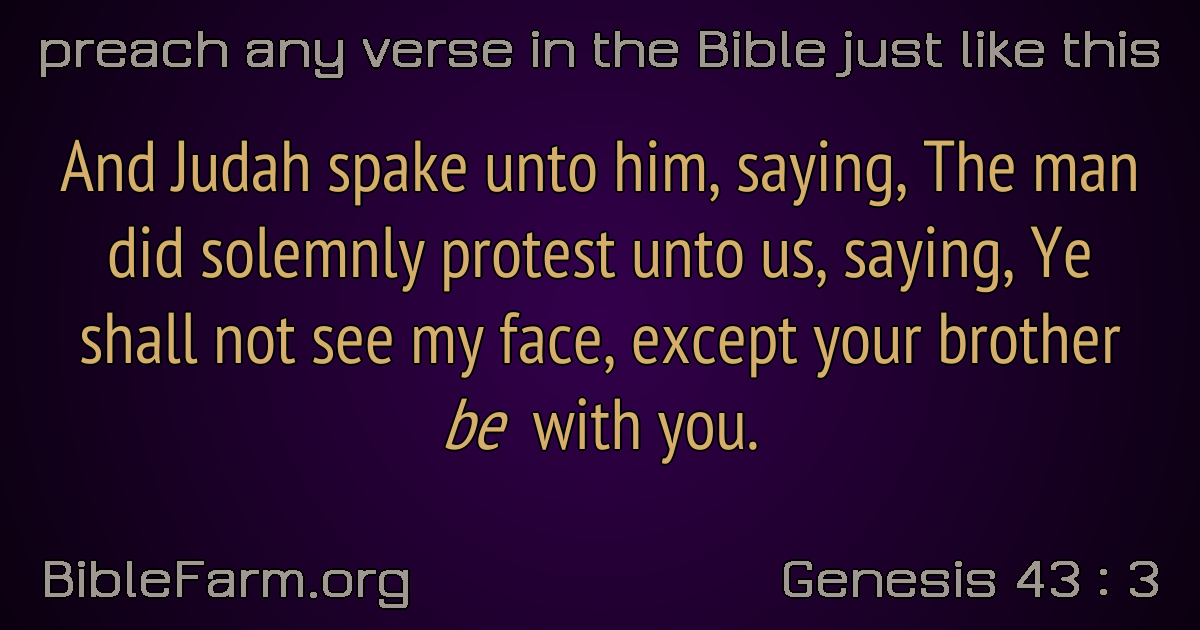 preach any verse in the Bible just like this
And Judah spake unto him, saying, The man
did solemnly protest unto us, saying, Ye
shall not see my face, except your brother
be with you.
BibleFarm.org
Genesis 43 : 3